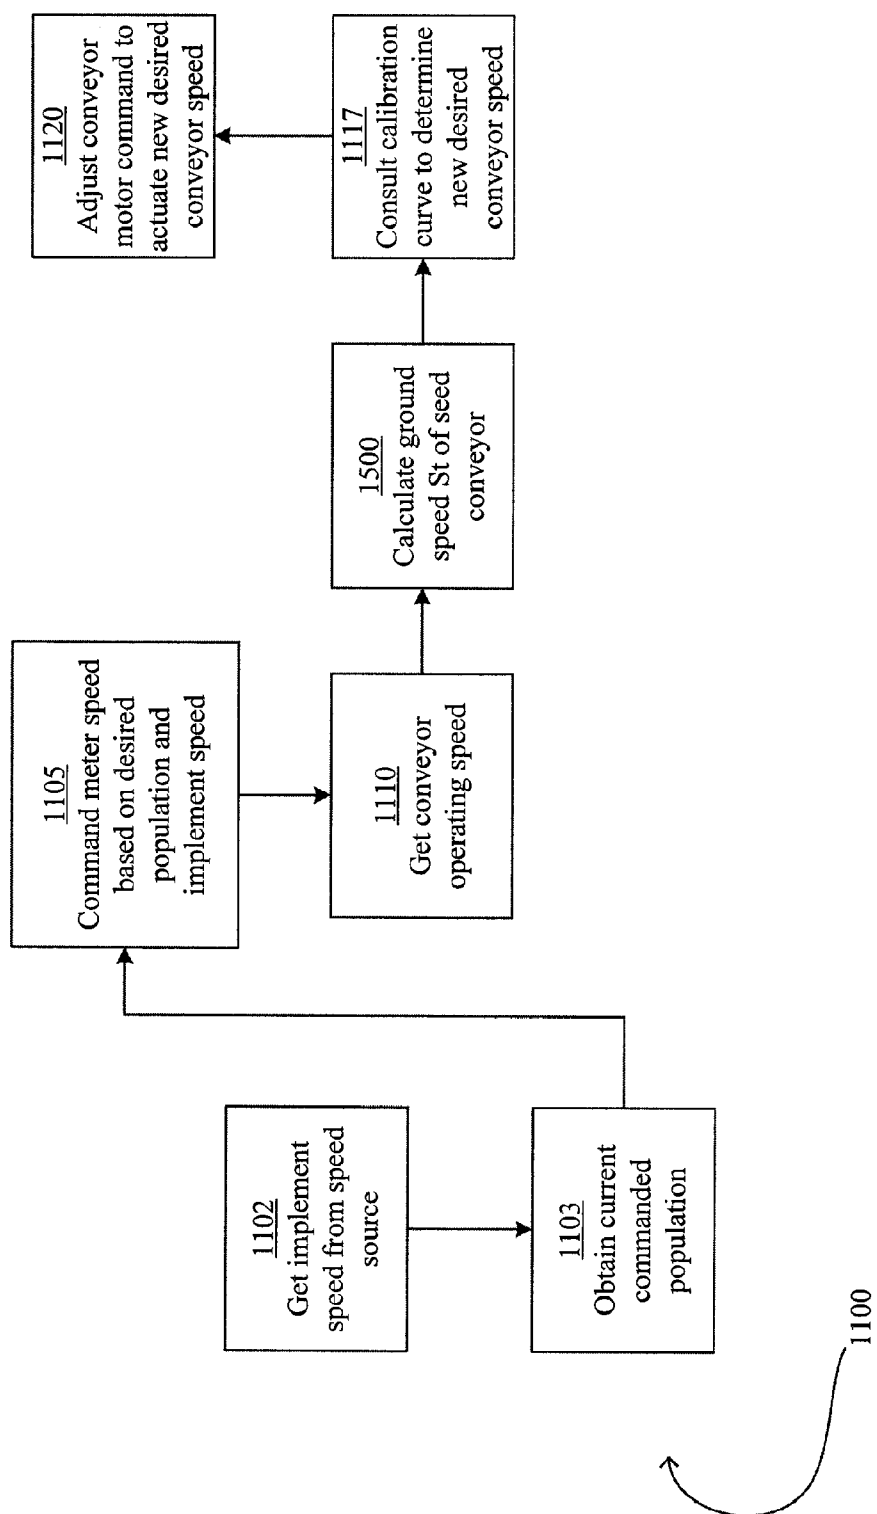 1102
Get implement
speed from speed
source
1103
Obtain current
commanded
population
1105
Command meter speed
based on desired
population and
implement speed
1110
Get conveyor
operating speed
1500
Calculate ground
speed St of seed
conveyor
1117
Consult calibration
curve to determine
new desired
conveyor speed
1120
Adjust conveyor
motor command to
actuate new desired
conveyor speed
1100